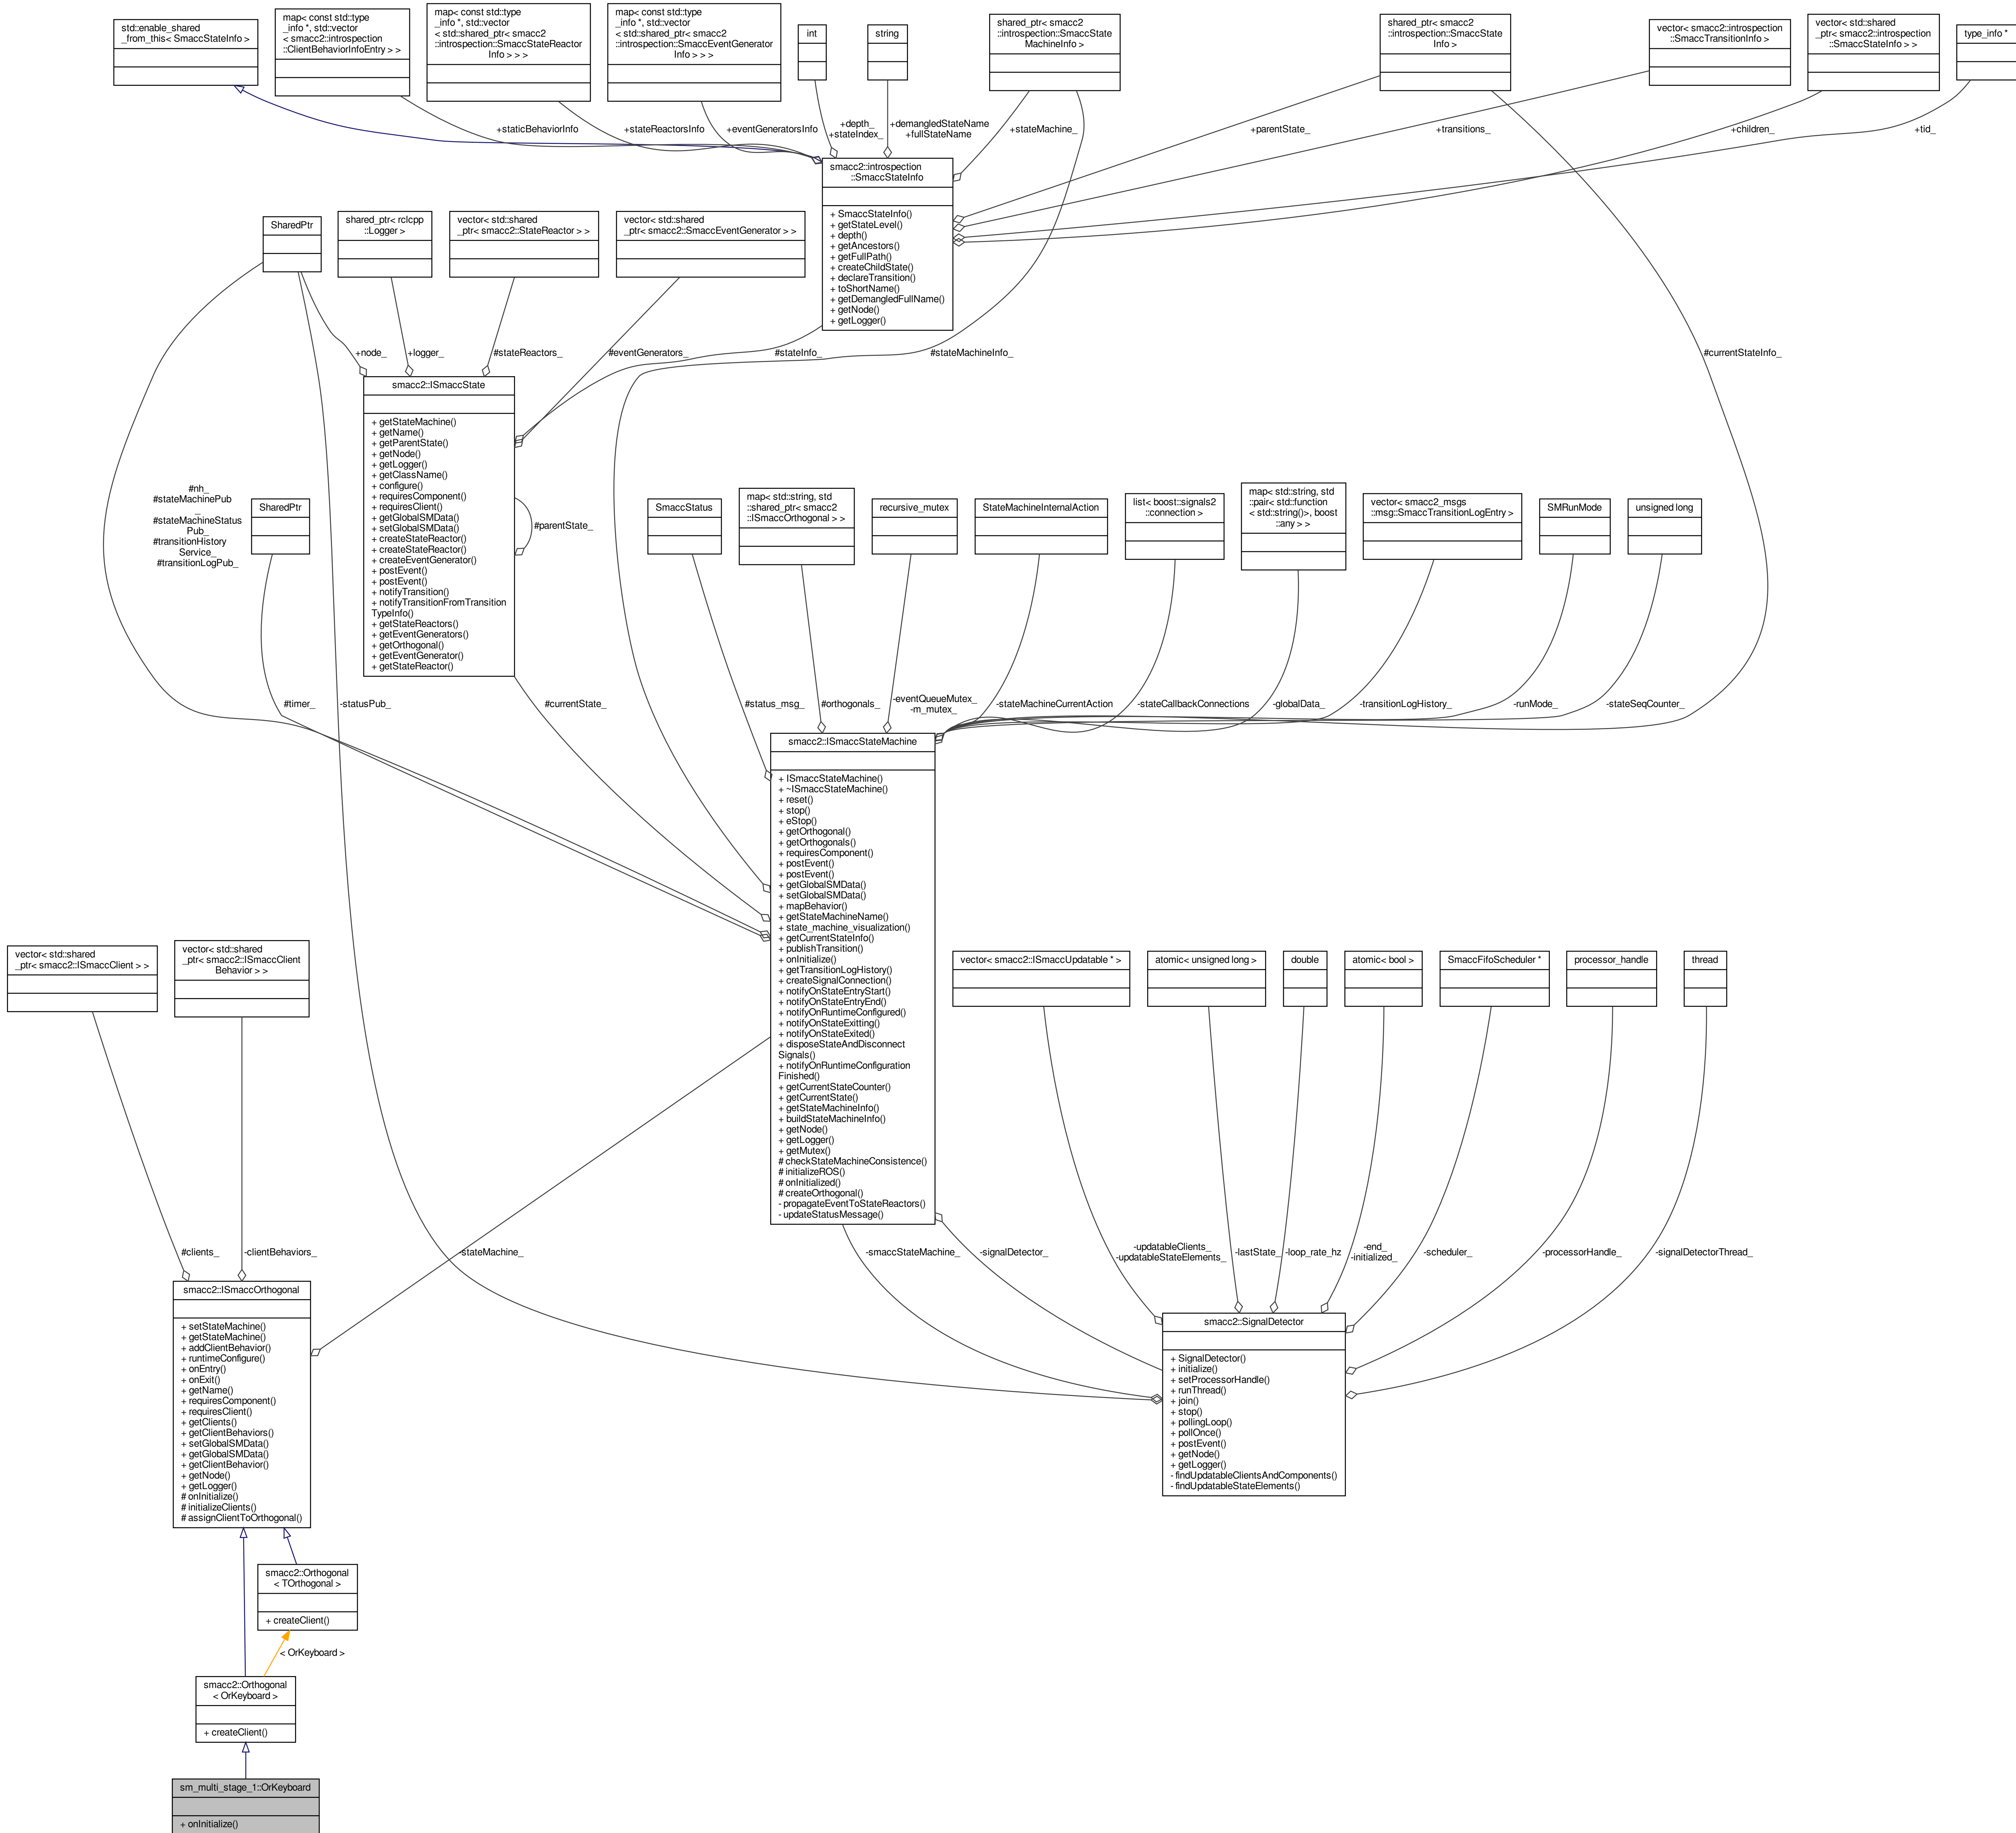 std::enable_shared
_from_this< SmaccStateInfo >
map< const std::type
_info *, std::vector
< smacc2::introspection
::ClientBehaviorInfoEntry > >
map< const std::type
_info *, std::vector
< std::shared_ptr< smacc2
::introspection::SmaccStateReactor
Info > > >
map< const std::type
_info *, std::vector
< std::shared_ptr< smacc2
::introspection::SmaccEventGenerator
Info > > >
int
string
shared_ptr< smacc2
::introspection::SmaccState
MachineInfo >
shared_ptr< smacc2
::introspection::SmaccState
Info >
vector< smacc2::introspection
::SmaccTransitionInfo >
vector< std::shared
_ptr< smacc2::introspection
::SmaccStateInfo > >
type_info *
+staticBehaviorInfo
+stateReactorsInfo
+eventGeneratorsInfo
+depth_
+stateIndex_
+demangledStateName
+fullStateName
+stateMachine_
+parentState_
+transitions_
+children_
+tid_
smacc2::introspection
::SmaccStateInfo
+ SmaccStateInfo()
+ getStateLevel()
+ depth()
+ getAncestors()
+ getFullPath()
+ createChildState()
+ declareTransition()
+ toShortName()
+ getDemangledFullName()
+ getNode()
+ getLogger()
SharedPtr
shared_ptr< rclcpp
::Logger >
vector< std::shared
_ptr< smacc2::StateReactor > >
vector< std::shared
_ptr< smacc2::SmaccEventGenerator > >
+node_
+logger_
#stateReactors_
#eventGenerators_
#stateInfo_
#stateMachineInfo_
#currentStateInfo_
smacc2::ISmaccState
+ getStateMachine()
+ getName()
+ getParentState()
+ getNode()
+ getLogger()
+ getClassName()
+ configure()
+ requiresComponent()
+ requiresClient()
+ getGlobalSMData()
+ setGlobalSMData()
+ createStateReactor()
+ createStateReactor()
+ createEventGenerator()
+ postEvent()
+ postEvent()
+ notifyTransition()
+ notifyTransitionFromTransition
TypeInfo()
+ getStateReactors()
+ getEventGenerators()
+ getOrthogonal()
+ getEventGenerator()
+ getStateReactor()
#parentState_
#nh_
#stateMachinePub
_
#stateMachineStatus
Pub_
#transitionHistory
Service_
#transitionLogPub_
SharedPtr
SmaccStatus
map< std::string, std
::shared_ptr< smacc2
::ISmaccOrthogonal > >
recursive_mutex
StateMachineInternalAction
list< boost::signals2
::connection >
map< std::string, std
::pair< std::function
< std::string()>, boost
::any > >
vector< smacc2_msgs
::msg::SmaccTransitionLogEntry >
SMRunMode
unsigned long
#timer_
-statusPub_
#currentState_
#status_msg_
#orthogonals_
-eventQueueMutex_
-m_mutex_
-stateMachineCurrentAction
-stateCallbackConnections
-globalData_
-transitionLogHistory_
-runMode_
-stateSeqCounter_
smacc2::ISmaccStateMachine
+ ISmaccStateMachine()
+ ~ISmaccStateMachine()
+ reset()
+ stop()
+ eStop()
+ getOrthogonal()
+ getOrthogonals()
+ requiresComponent()
+ postEvent()
+ postEvent()
+ getGlobalSMData()
+ setGlobalSMData()
+ mapBehavior()
+ getStateMachineName()
+ state_machine_visualization()
+ getCurrentStateInfo()
+ publishTransition()
+ onInitialize()
+ getTransitionLogHistory()
+ createSignalConnection()
+ notifyOnStateEntryStart()
+ notifyOnStateEntryEnd()
+ notifyOnRuntimeConfigured()
+ notifyOnStateExitting()
+ notifyOnStateExited()
+ disposeStateAndDisconnect
Signals()
+ notifyOnRuntimeConfiguration
Finished()
+ getCurrentStateCounter()
+ getCurrentState()
+ getStateMachineInfo()
+ buildStateMachineInfo()
+ getNode()
+ getLogger()
+ getMutex()
# checkStateMachineConsistence()
# initializeROS()
# onInitialized()
# createOrthogonal()
- propagateEventToStateReactors()
- updateStatusMessage()
vector< std::shared
_ptr< smacc2::ISmaccClient > >
vector< std::shared
_ptr< smacc2::ISmaccClient
Behavior > >
vector< smacc2::ISmaccUpdatable * >
atomic< unsigned long >
double
atomic< bool >
SmaccFifoScheduler *
processor_handle
thread
#clients_
-clientBehaviors_
-stateMachine_
-smaccStateMachine_
-signalDetector_
-updatableClients_
-updatableStateElements_
-lastState_
-loop_rate_hz
-end_
-initialized_
-scheduler_
-processorHandle_
-signalDetectorThread_
smacc2::ISmaccOrthogonal
+ setStateMachine()
+ getStateMachine()
+ addClientBehavior()
+ runtimeConfigure()
+ onEntry()
+ onExit()
+ getName()
+ requiresComponent()
+ requiresClient()
+ getClients()
+ getClientBehaviors()
+ setGlobalSMData()
+ getGlobalSMData()
+ getClientBehavior()
+ getNode()
+ getLogger()
# onInitialize()
# initializeClients()
# assignClientToOrthogonal()
smacc2::SignalDetector
+ SignalDetector()
+ initialize()
+ setProcessorHandle()
+ runThread()
+ join()
+ stop()
+ pollingLoop()
+ pollOnce()
+ postEvent()
+ getNode()
+ getLogger()
- findUpdatableClientsAndComponents()
- findUpdatableStateElements()
smacc2::Orthogonal
< TOrthogonal >
+ createClient()
< OrKeyboard >
smacc2::Orthogonal
< OrKeyboard >
+ createClient()
sm_multi_stage_1::OrKeyboard
+ onInitialize()